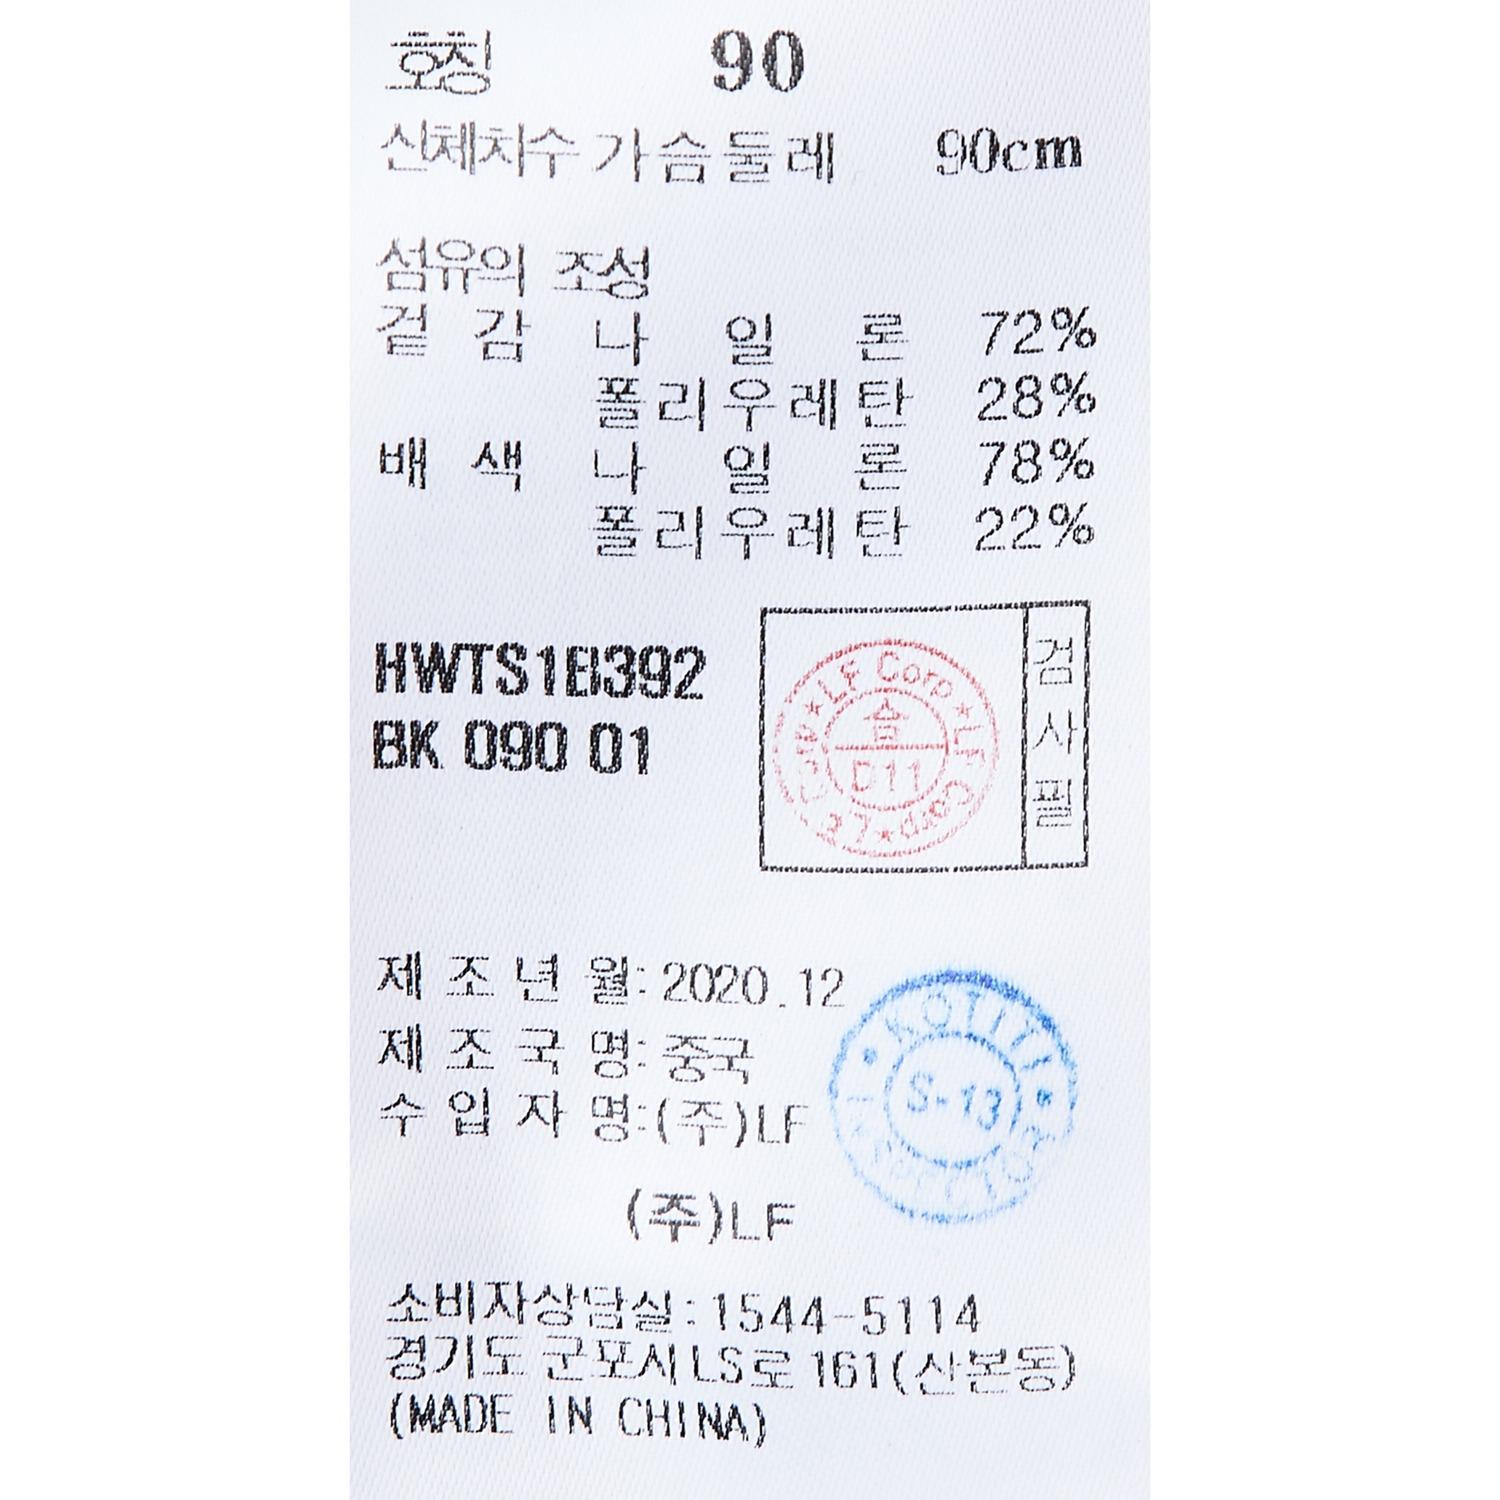 호칭 90
신체치수 가슴둘레 90cm
섬유의 조성
겉감 나일론 72%
폴리우레탄 28%
배색 나일론 78%
폴리우레탄 22%
HWTS1B392
BK 090 01
LF Corp★LF Corp★LF Corp★
合
D11
검사필
제조년월: 2020.12
제조국명: 중국
수입자명: (주)LF
KOTITI
S-13
INSPECTION
(주)LF
소비자상담실: 1544-5114
경기도 군포시 LS로 161(산본동)
(MADE IN CHINA)